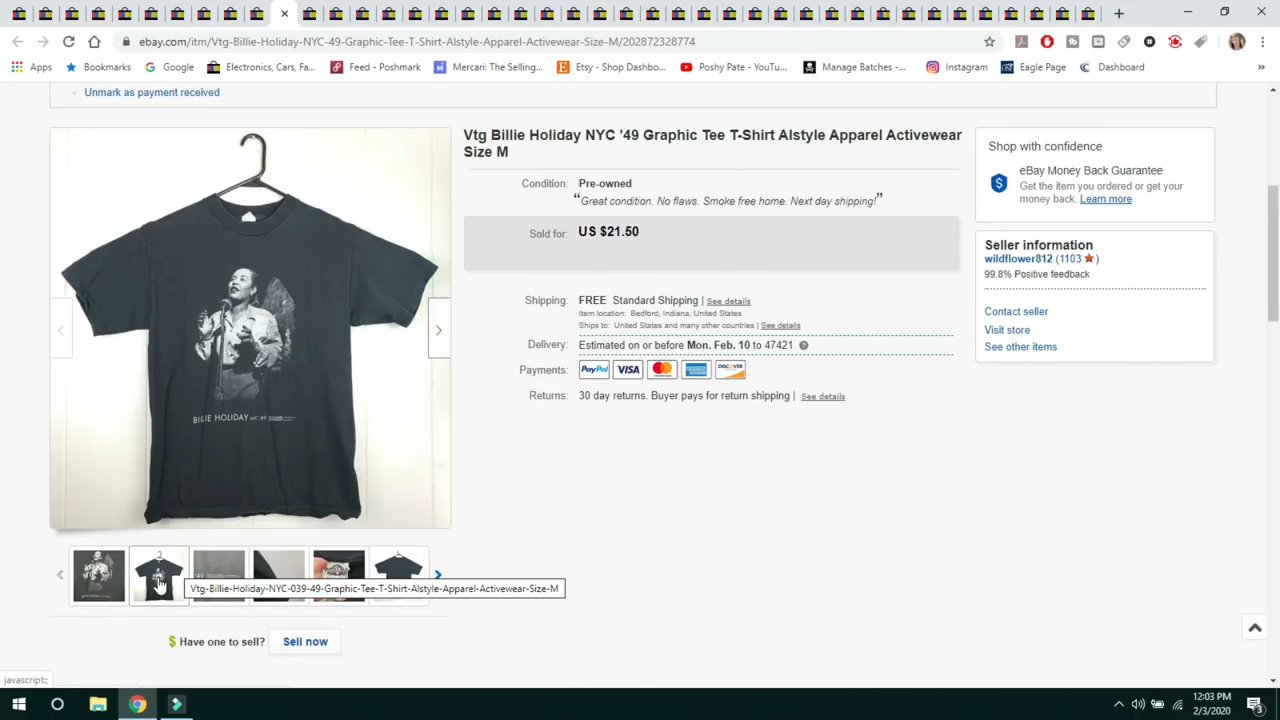 ebay.com/itm/Vtg-Billie-Holiday-NYC-49-Graphic-Tee-T-Shirt-Alstyle-Apparel-Activewear-Size-M/202872328774
Apps Bookmarks Google Electronics, Cars, Fa... Feed - Poshmark Mercari: The Selling... Etsy - Shop Dashbo... Poshy Pate - YouTu... Manage Batches -... Instagram Eagle Page Dashboard »
Unmark as payment received
Vtg Billie Holiday NYC '49 Graphic Tee T-Shirt Alstyle Apparel Activewear
Size M
Condition: Pre-owned
"Great condition. No flaws. Smoke free home. Next day shipping!"
Sold for: US $21.50
Shipping: FREE Standard Shipping | See details
Item location: Bedford, Indiana, United States
Ships to: United States and many other countries | See details
Delivery: Estimated on or before Mon. Feb. 10 to 47421
Payments: PayPal VISA MasterCard AMERICAN EXPRESS DISCOVER
Returns: 30 day returns. Buyer pays for return shipping | See details
Shop with confidence
eBay Money Back Guarantee
Get the item you ordered or get your
money back. Learn more
Seller information
wildflower812 (1103 ★ )
99.8% Positive feedback
Contact seller
Visit store
See other items
BILLIE HOLIDAY
Vtg-Billie-Holiday-NYC-039-49-Graphic-Tee-T-Shirt-Alstyle-Apparel-Activewear-Size-M
$ Have one to sell? Sell now
javascript:;
12:03 PM
2/3/2020
3